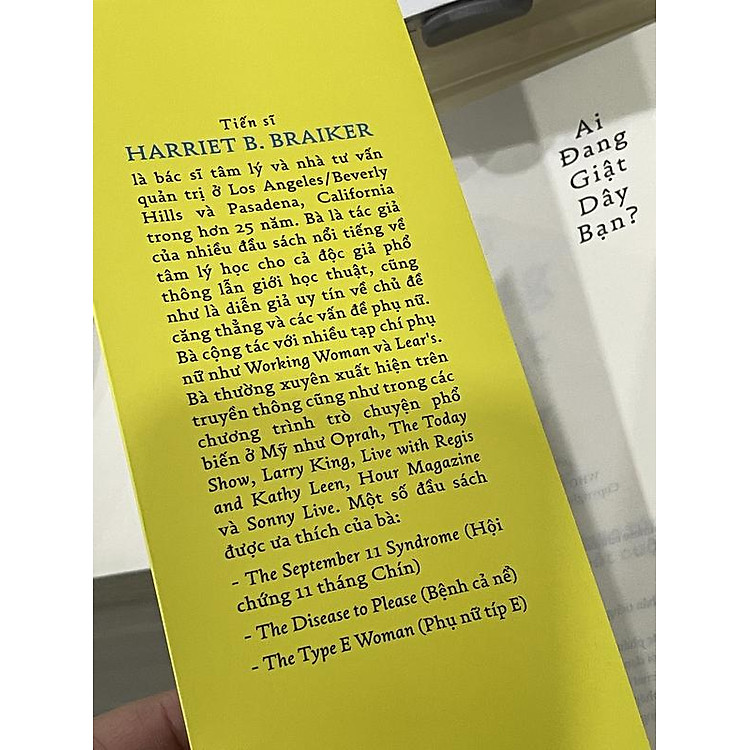 Tiến sĩ
HARRIET B. BRAIKER
là bác sĩ tâm lý và nhà tư vấn
quản trị ở Los Angeles/Beverly
Hills và Pasadena, California
trong hơn 25 năm. Bà là tác giả
của nhiều đầu sách nổi tiếng về
tâm lý học cho cả độc giả phổ
thông lẫn giới học thuật, cũng
như là diễn giả uy tín về chủ đề
căng thẳng và các vấn đề phụ nữ.
Bà cộng tác với nhiều tạp chí phụ
nữ như Working Woman và Lear's.
Bà thường xuyên xuất hiện trên
truyền thông cũng như trong các
chương trình trò chuyện phổ
biến ở Mỹ như Oprah, The Today
Show, Larry King, Live with Regis
and Kathy Leen, Hour Magazine
và Sonny Live. Một số đầu sách
được ưa thích của bà:
- The September 11 Syndrome (Hội
chứng 11 tháng Chín)
- The Disease to Please (Bệnh cả nể)
- The Type E Woman (Phụ nữ típ E)
Ai
Đang
Giật
Dây
Bạn?